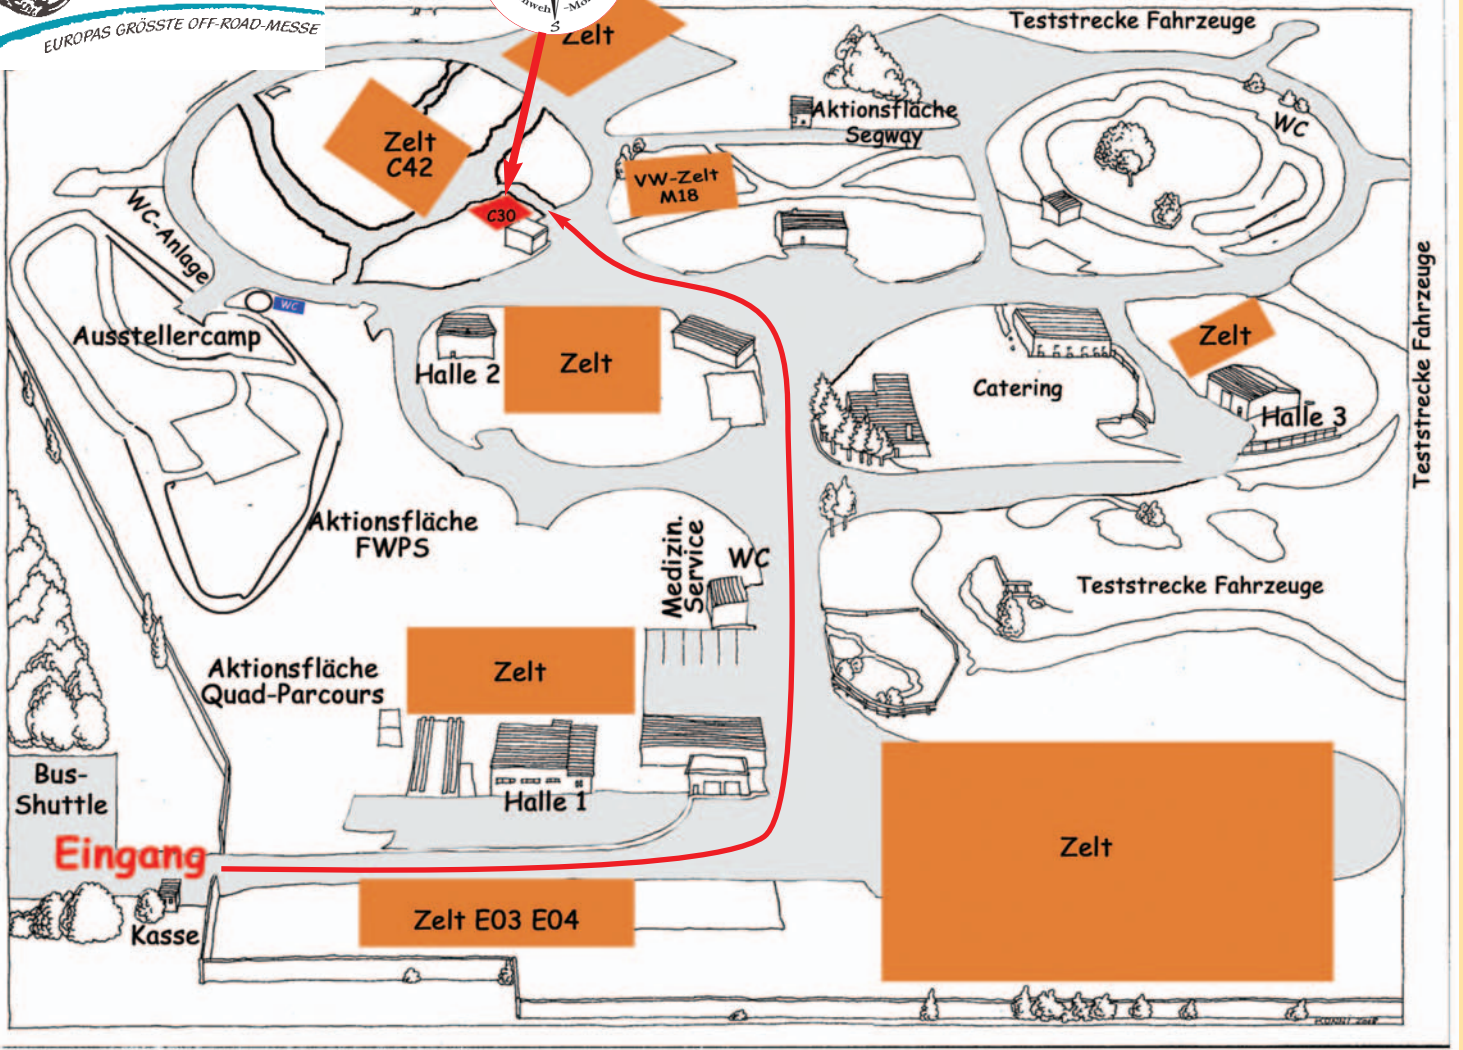 EUROPAS GRÖSSTE OFF-ROAD-MESSE
S
Zelt
Teststrecke Fahrzeuge
Aktionsfläche
Segway
WC
Zelt
C42
VW-Zelt
M18
C30
WC-Anlage
WC
Ausstellercamp
Halle 2
Zelt
Zelt
Catering
Halle 3
Teststrecke Fahrzeuge
Aktionsfläche
FWPS
Medizin.
Service
WC
Teststrecke Fahrzeuge
Aktionsfläche
Quad-Parcours
Zelt
Bus-
Shuttle
Halle 1
Eingang
Zelt
Kasse
Zelt E03 E04